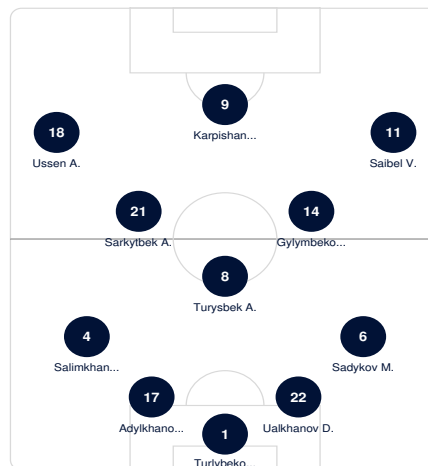 9
Karpishan...
18
Ussen A.
11
Saibel V.
21
Sarkytbek A.
14
Gylymbeko...
8
Turysbek A.
4
Salimkhan...
6
Sadykov M.
17
Adylkhano...
22
Ualkhanov D.
1
Turlybeko...